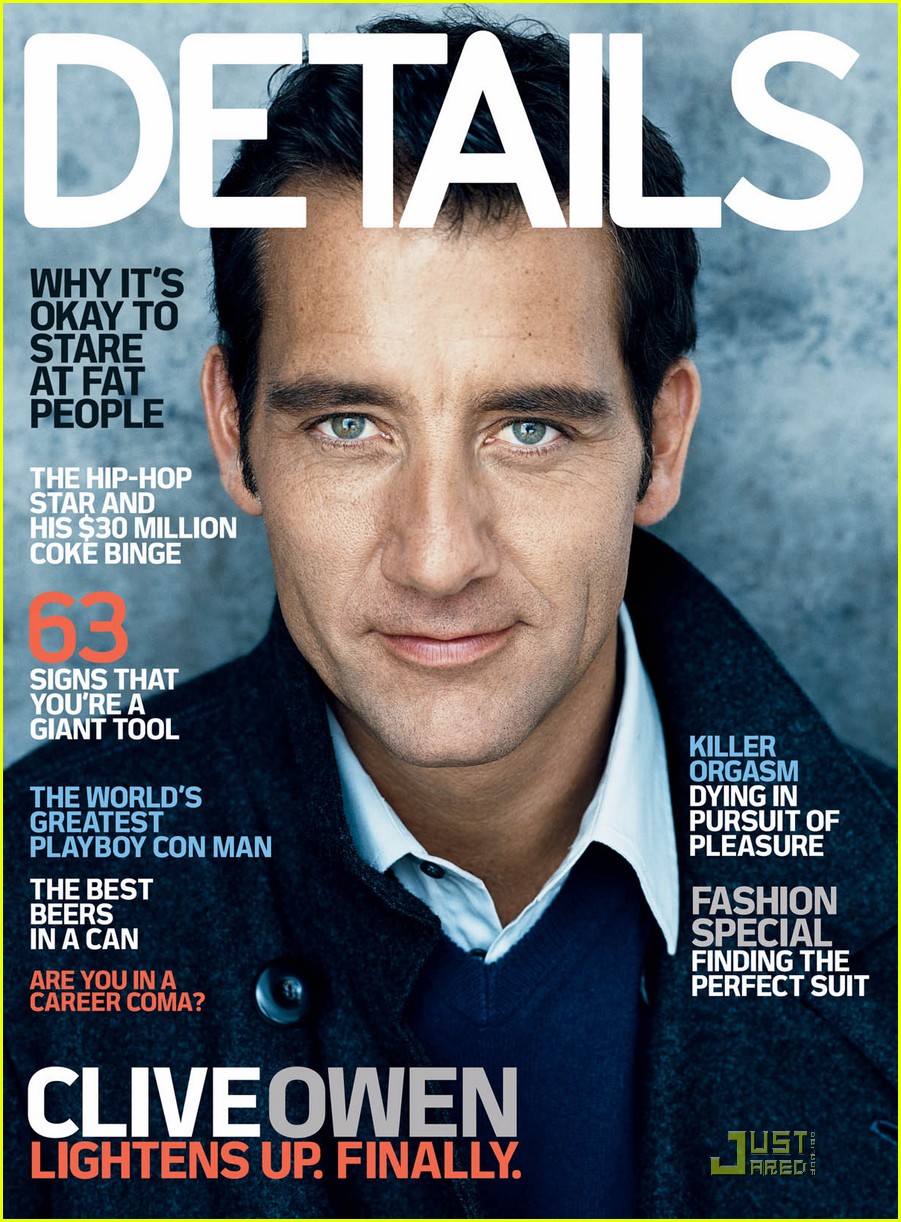 DETAILS
WHY IT'S
OKAY TO
STARE
AT FAT
PEOPLE
THE HIP-HOP
STAR AND
HIS $30 MILLION
COKE BINGE
63
SIGNS THAT
YOU'RE A
GIANT TOOL
THE WORLD'S
GREATEST
PLAYBOY CON MAN
THE BEST
BEERS
IN A CAN
ARE YOU IN A
CAREER COMA?
KILLER
ORGASM
DYING IN
PURSUIT OF
PLEASURE
FASHION
SPECIAL
FINDING THE
PERFECT SUIT
CLIVE OWEN
LIGHTENS UP. FINALLY.
JUST
JARED